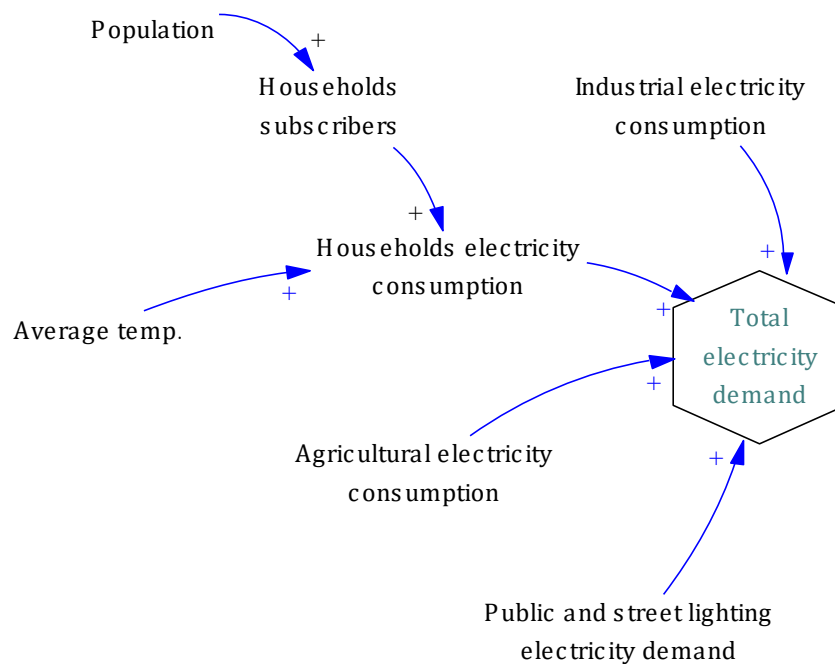 Population
+
Households
subscribers
Industrial electricity
consumption
+
Households electricity
consumption
+
+
+
Average temp.
Total
electricity
demand
+
Agricultural electricity
consumption
+
Public and street lighting
electricity demand